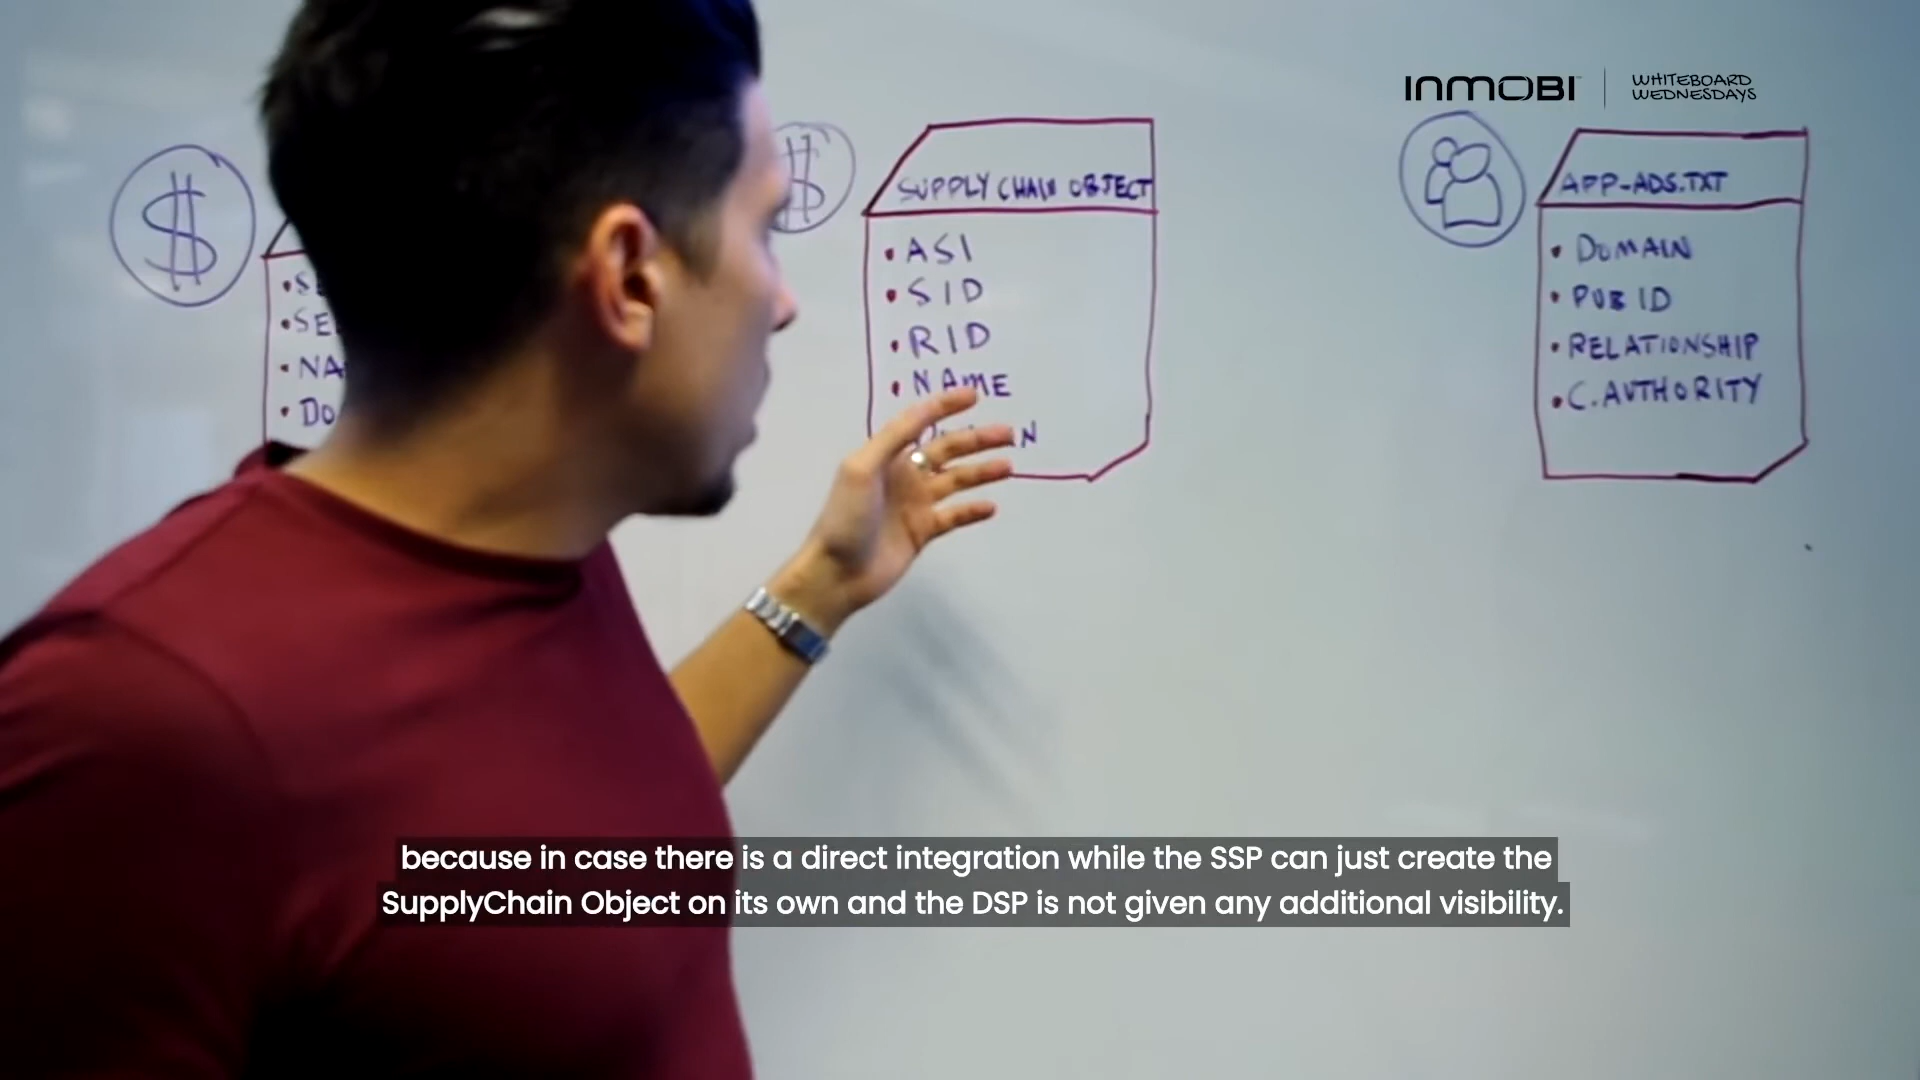 INMOBI
WHITEBOARD
WEDNESDAYS
SUPPLY CHAIN OBJECT
• ASI
• SID
• RID
• NAME
APP-ADS.TXT
• DOMAIN
• PUB ID
• RELATIONSHIP
• C. AUTHORITY
because in case there is a direct integration while the SSP can just create the
SupplyChain Object on its own and the DSP is not given any additional visibility.